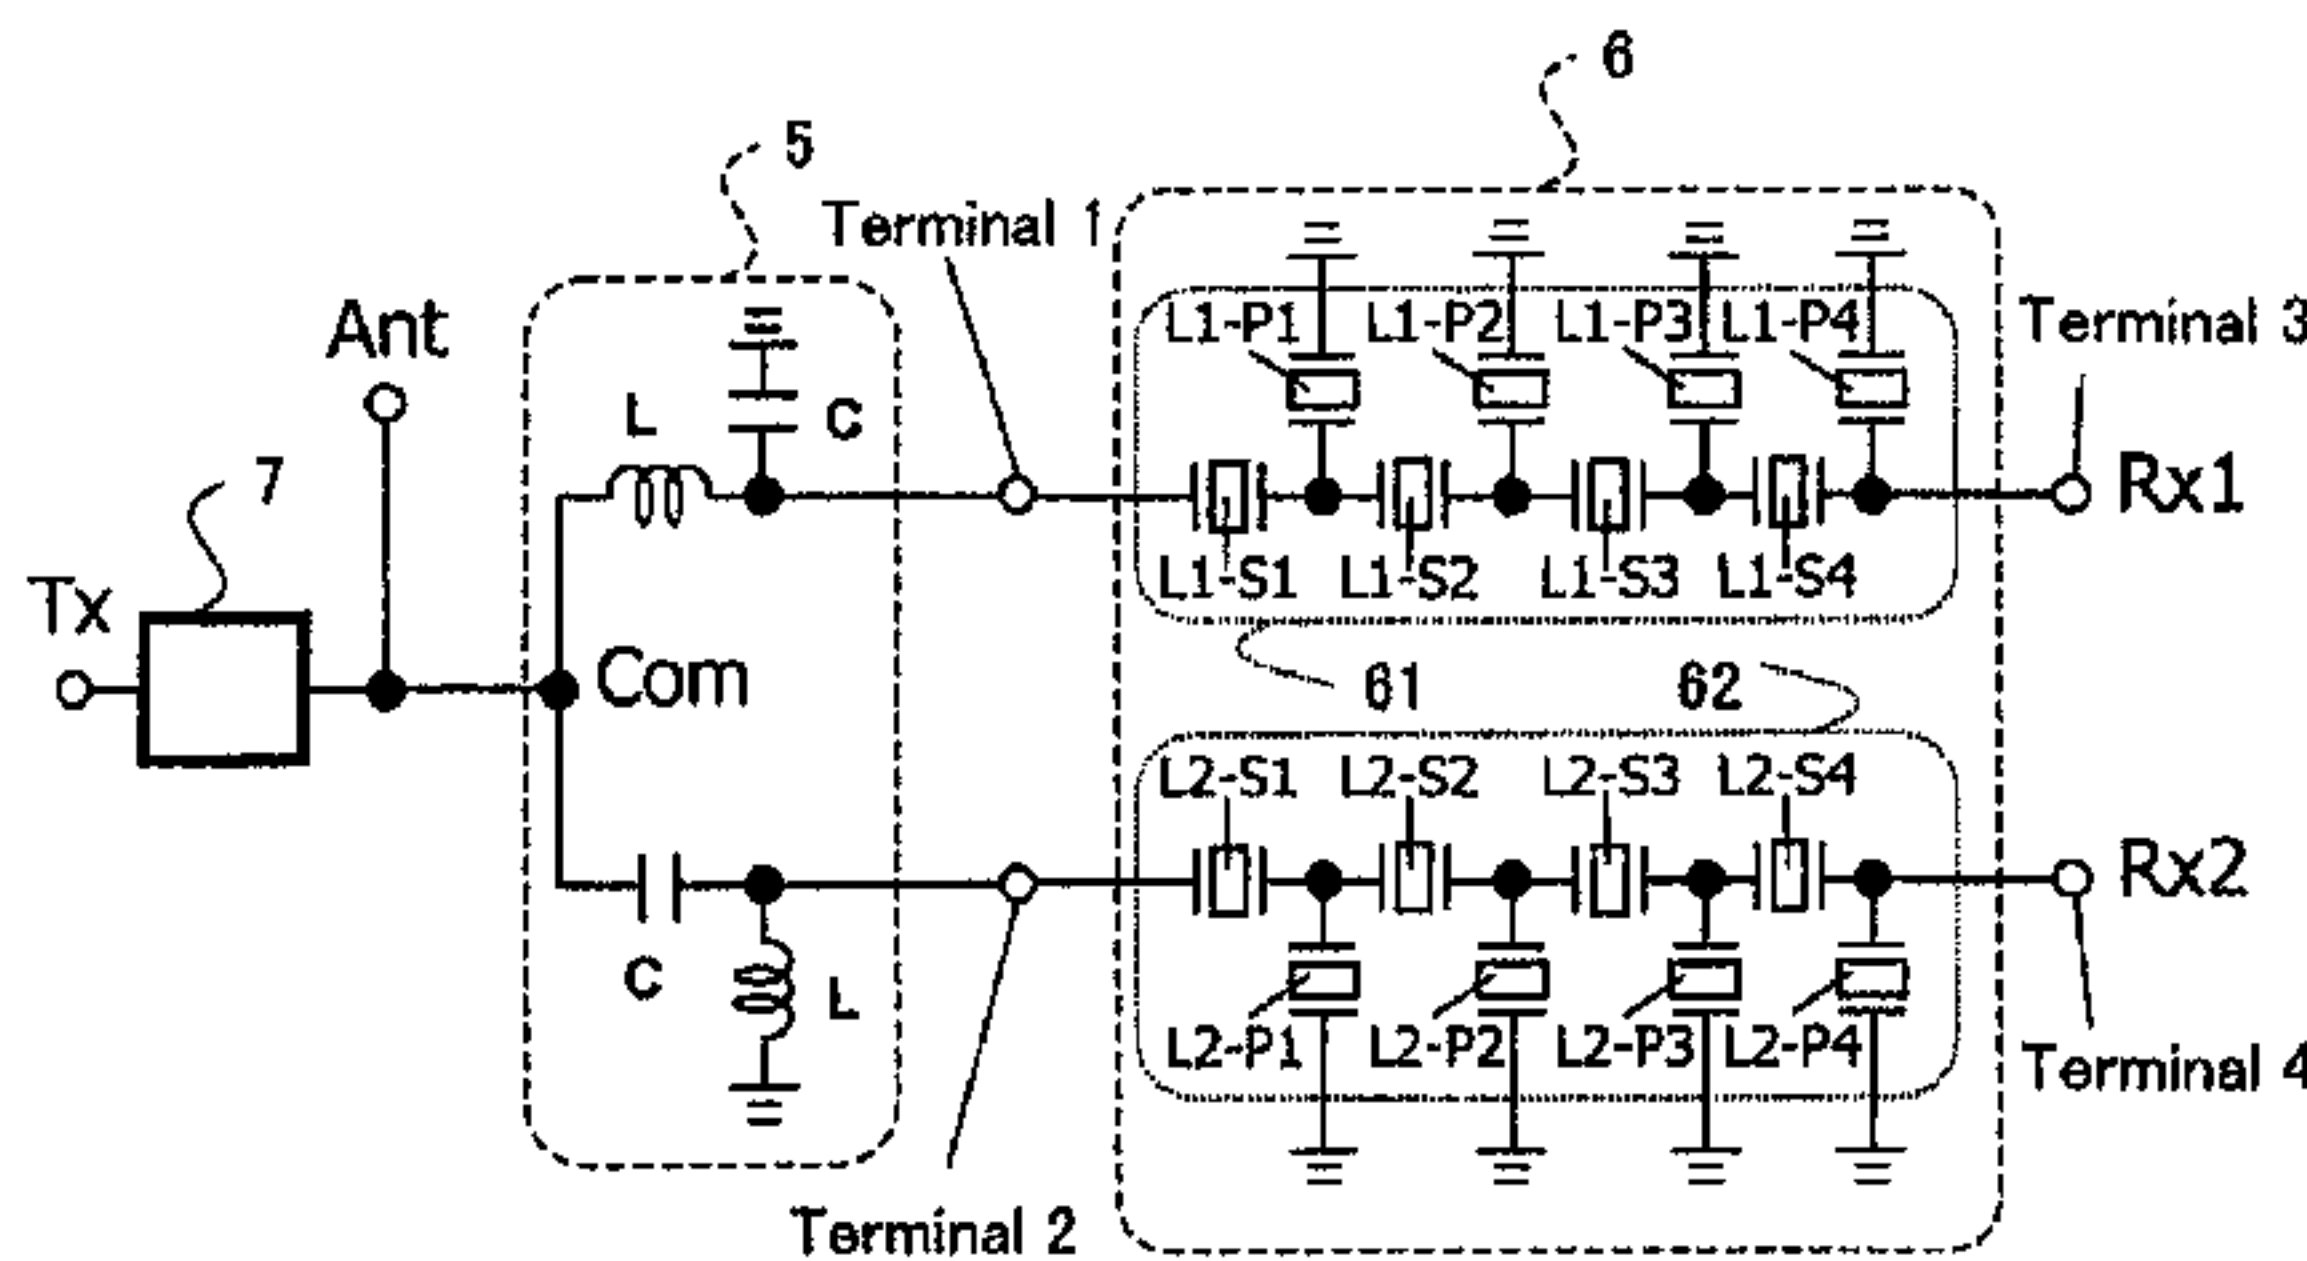 6
5
Terminal 1
Ant
L1-P1 L1-P2 L1-P3 L1-P4
Terminal 3
L
C
7
Rx1
Tx
L1-S1 L1-S2 L1-S3 L1-S4
Com
61
62
L2-S1 L2-S2 L2-S3 L2-S4
Rx2
C
L
L2-P1 L2-P2 L2-P3 L2-P4
Terminal 4
Terminal 2